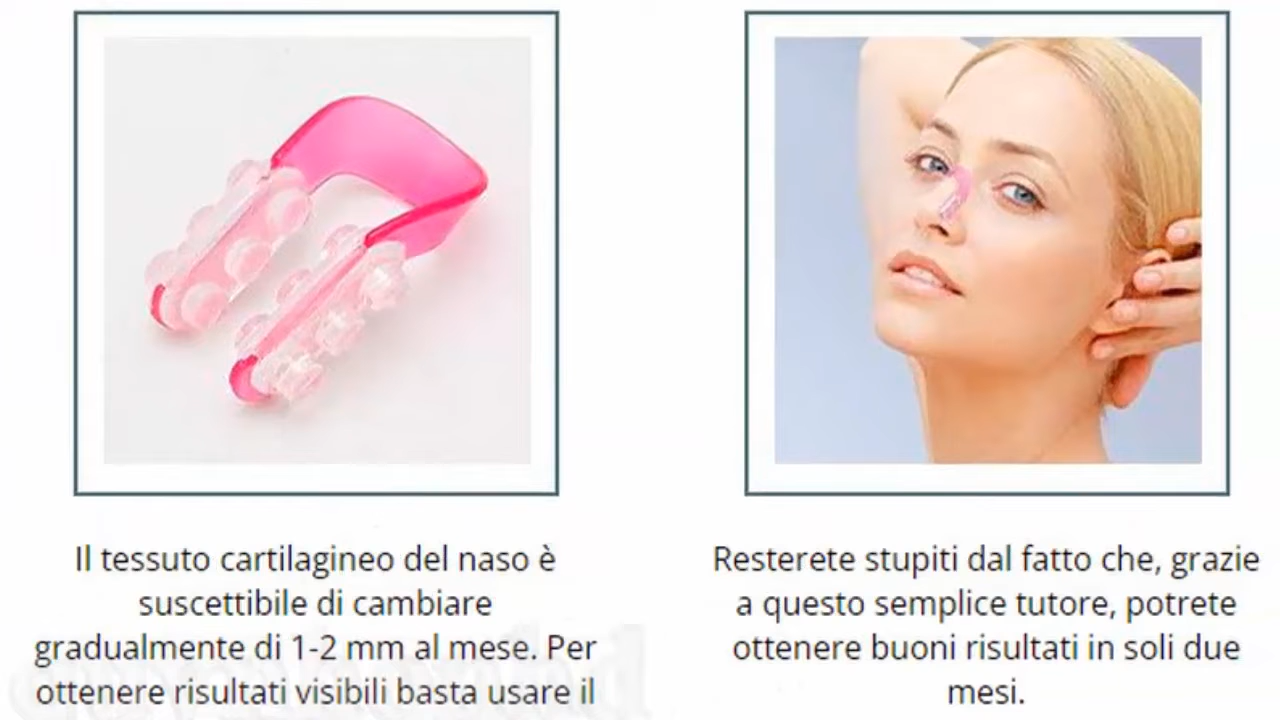 Il tessuto cartilagineo del naso è
suscettibile di cambiare
gradualmente di 1-2 mm al mese. Per
ottenere risultati visibili basta usare il
Resterete stupiti dal fatto che, grazie
a questo semplice tutore, potrete
ottenere buoni risultati in soli due
mesi.